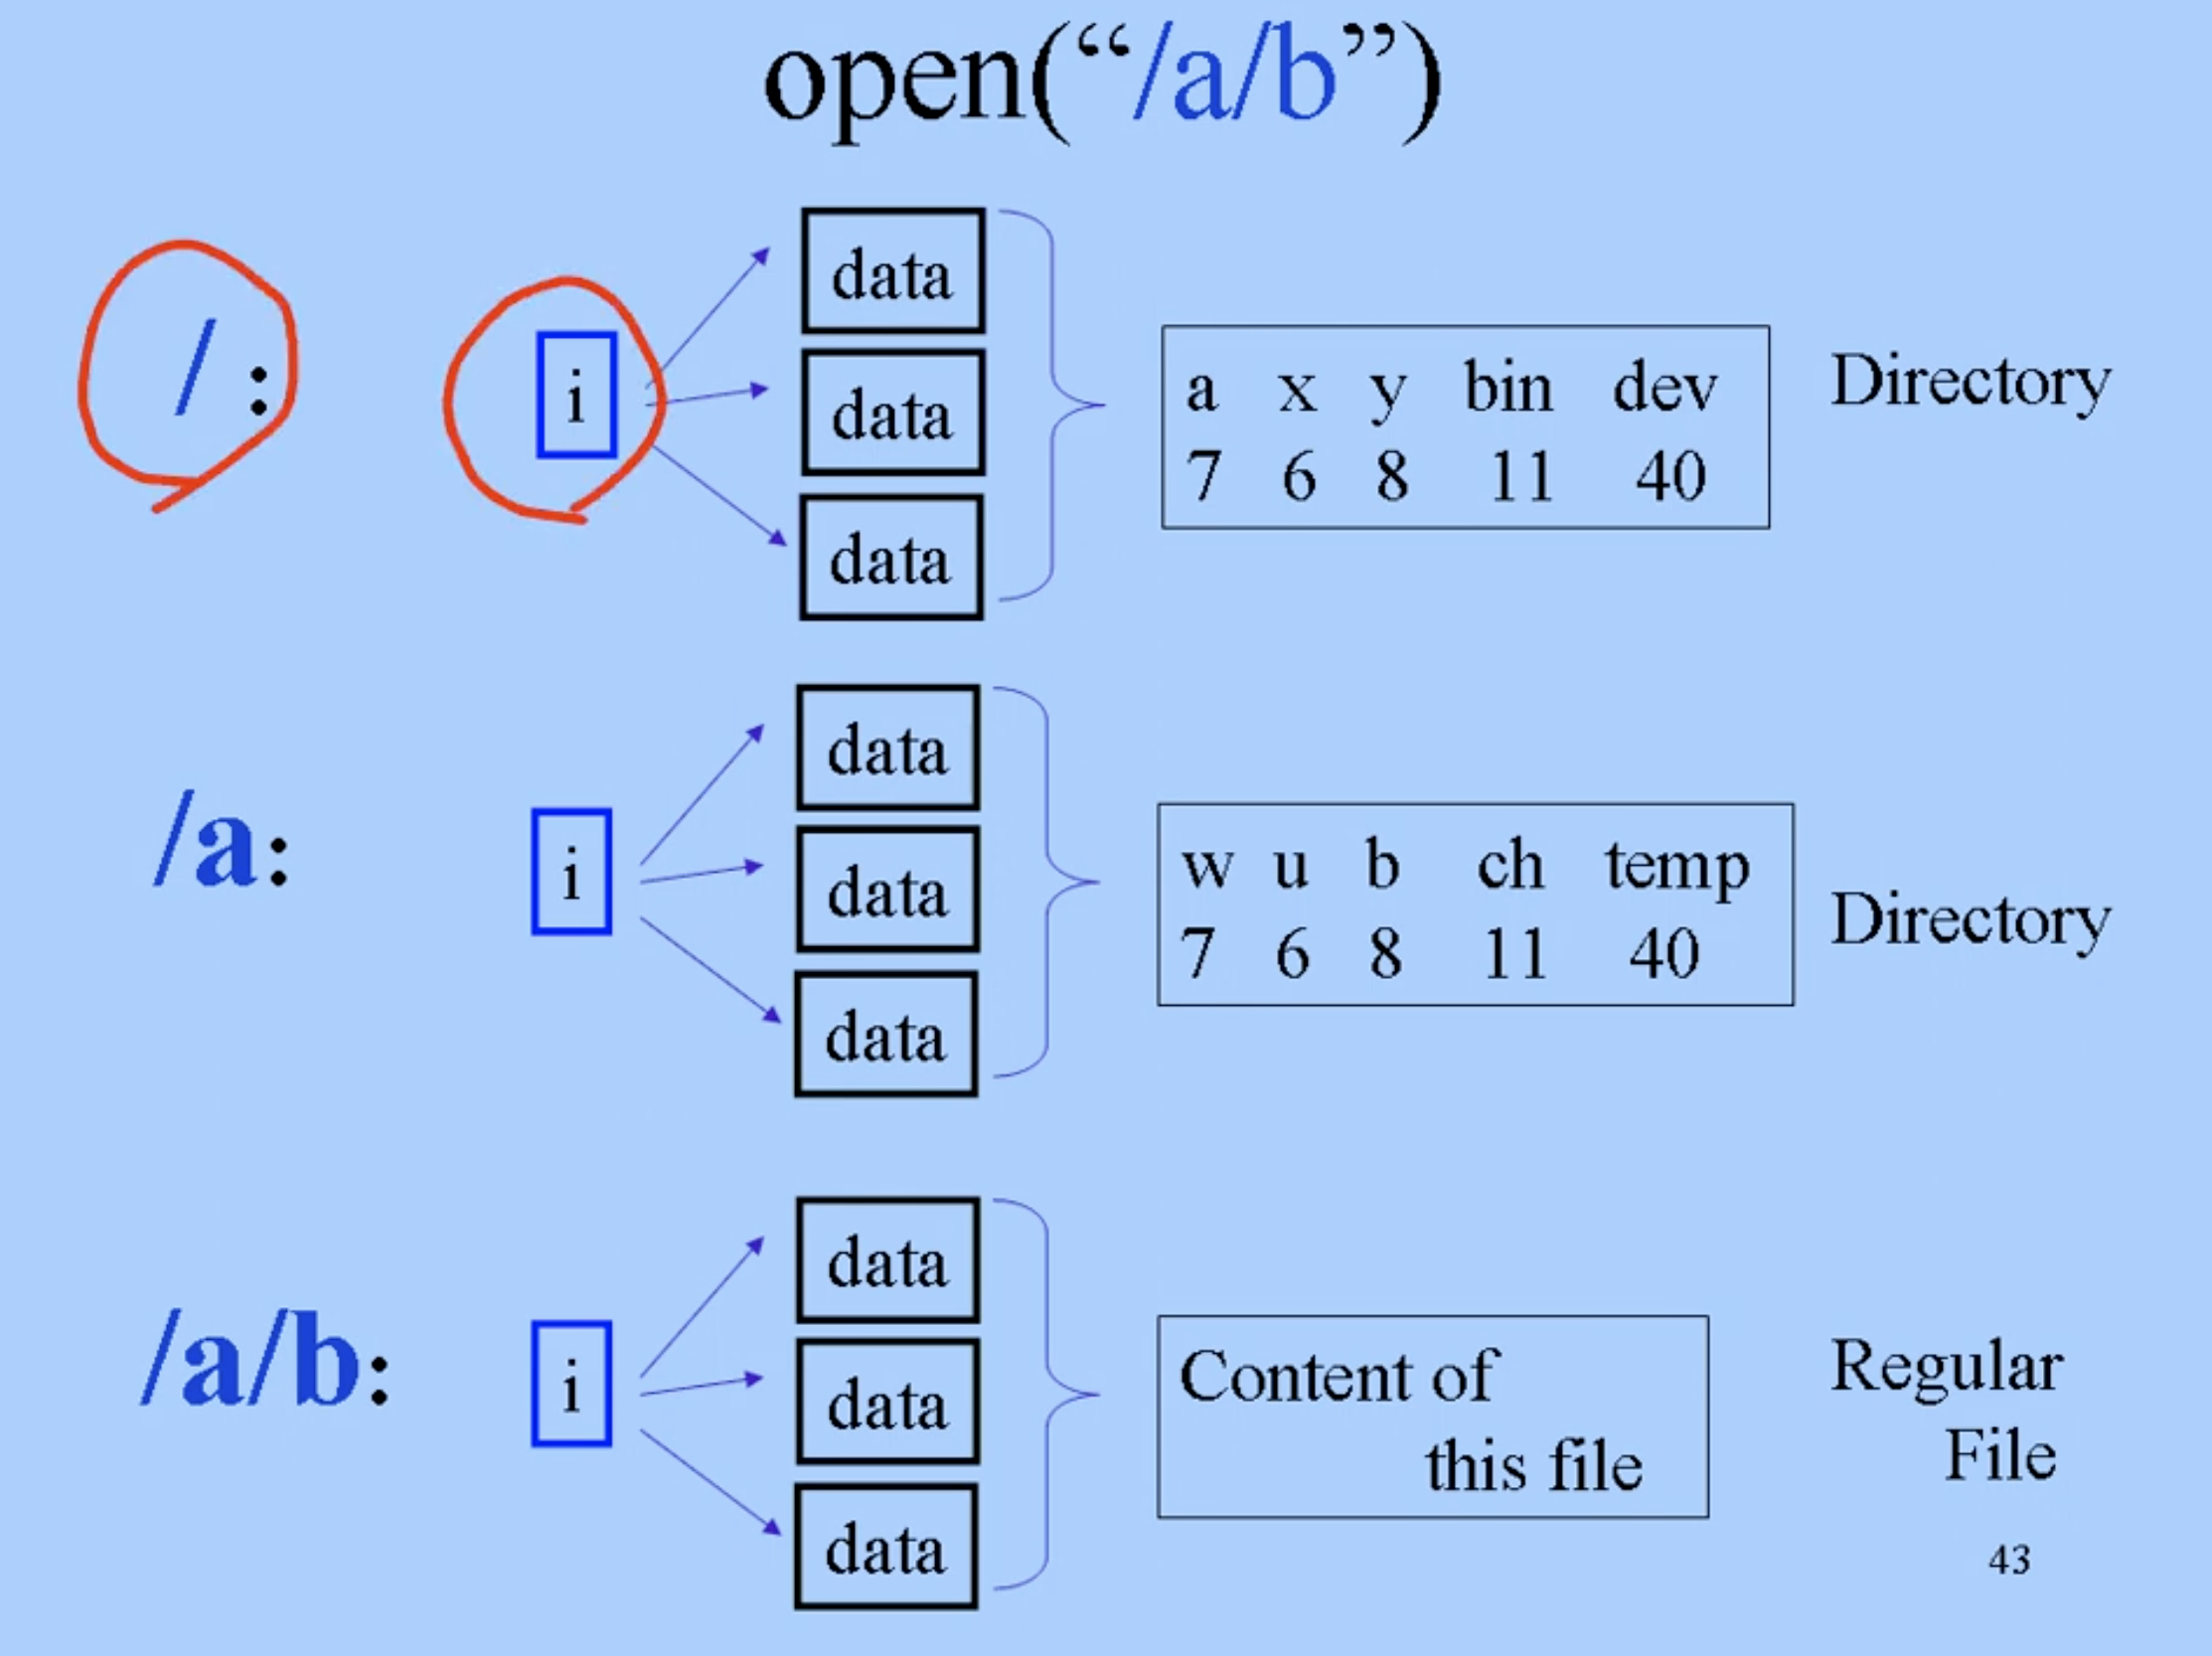 open(“/a/b”)
/ :
i
data
data
data
a x y bin dev
7 6 8 11 40
Directory
/a:
i
data
data
data
w u b ch temp
7 6 8 11 40
Directory
/a/b:
i
data
data
data
Content of
this file
Regular
File
43